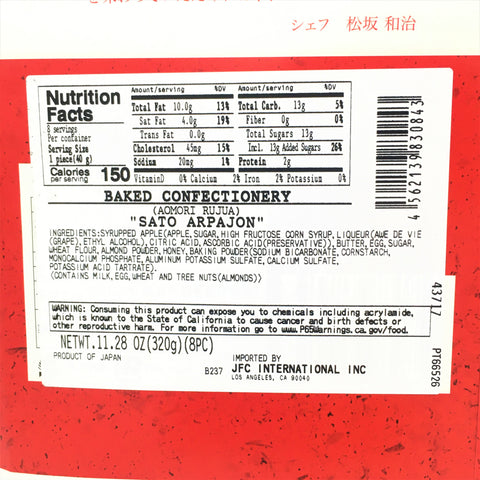 シェフ 松坂 和治
Nutrition Facts
8 servings
Per container
Serving Size
1 piece(40 g)
Calories per serving 150
Amount/serving %DV
Total Fat 10.0g 13%
Sat Fat 4.0g 19%
Trans Fat 0.0g
Cholesterol 45mg 15%
Sodium 20mg 1%
Amount/serving %DV
Total Carb. 13g 5%
Fiber 0g 0%
Total Sugars 13g
Incl. 13g Added Sugars 26%
Protein 2g
VitaminD 0% Calcium 2% Iron 2% Potassium 0%
4562139830843
BAKED CONFECTIONERY
(AOMORI RUJUA)
"SATO ARPAJON"
INGREDIENTS:SYRUPPED APPLE(APPLE,SUGAR,HIGH FRUCTOSE CORN SYRUP,LIQUEUR(AWE DE VIE
(GRAPE),ETHYL ALCOHOL),CITRIC ACID,ASCORBIC ACID(PRESERVATIVE)),BUTTER,EGG,SUGAR,
WHEAT FLOUR,ALMOND POWDER,HONEY,BAKING POWDER(SODIUM BICARBONATE,CORNSTARCH,
MONOCALCIUM PHOSPHATE,ALUMINUM POTASSIUM SULFATE,CALCIUM SULFATE,
POTASSIUM ACID TARTRATE).
(CONTAINS MILK,EGG,WHEAT AND TREE NUTS(ALMONDS))
WARNING: Consuming this product can expose you to chemicals including acrylamide,
which is known to the State of California to cause cancer and birth defects or
other reproductive harm. For more information go to www.P65Warnings.ca.gov/food.
NETWT.11.28 OZ(320g)(8PC)
PRODUCT OF JAPAN
B237
IMPORTED BY
JFC INTERNATIONAL INC
LOS ANGELES, CA 90040
43717
PT66526